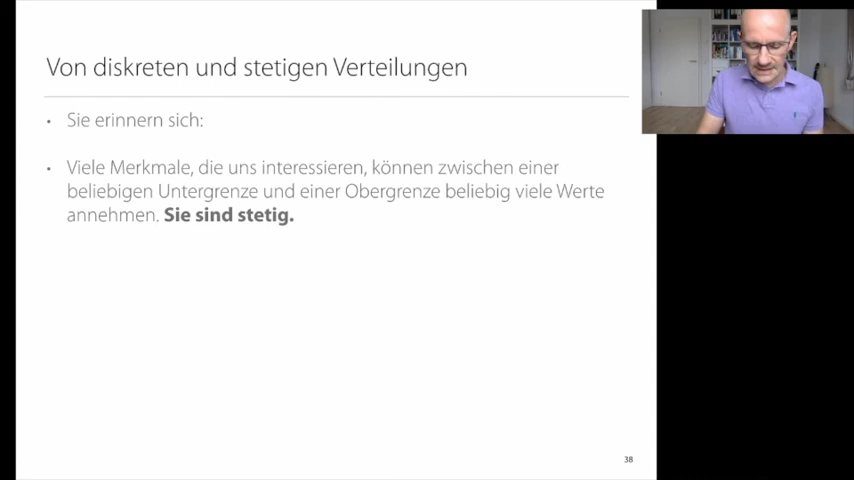 Von diskreten und stetigen Verteilungen
• Sie erinnern sich:
• Viele Merkmale, die uns interessieren, können zwischen einer
beliebigen Untergrenze und einer Obergrenze beliebig viele Werte
annehmen. Sie sind stetig.
38